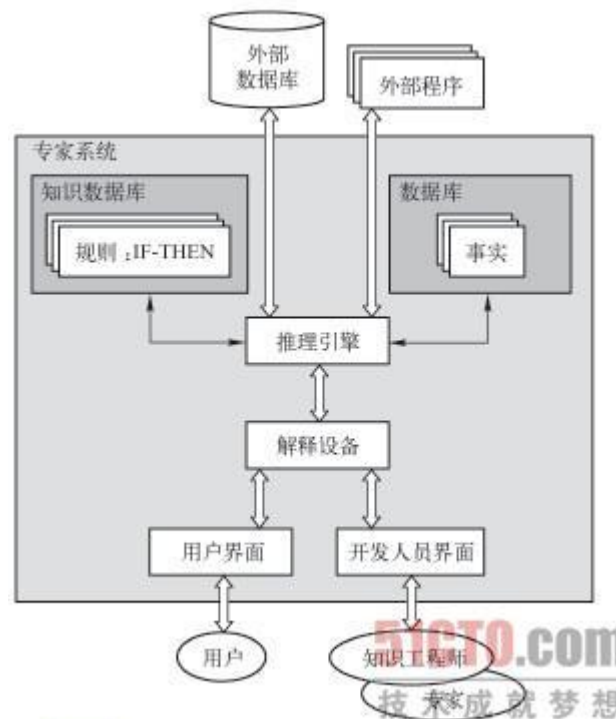 外部
数据库
外部程序
专家系统
知识数据库
规则：IF-THEN
数据库
事实
推理引擎
解释设备
用户界面
开发人员界面
用户
知识工程师
专家
51CTO.com
技术成就梦想